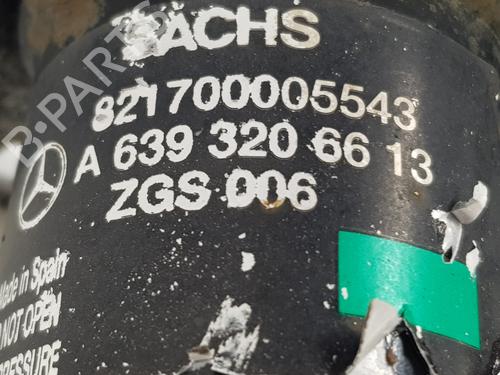 SACHS
821700005543
A 639 320 66 13
ZGS 006
Made in Spain
NOT OPEN
PRESSURE
B-PARTS